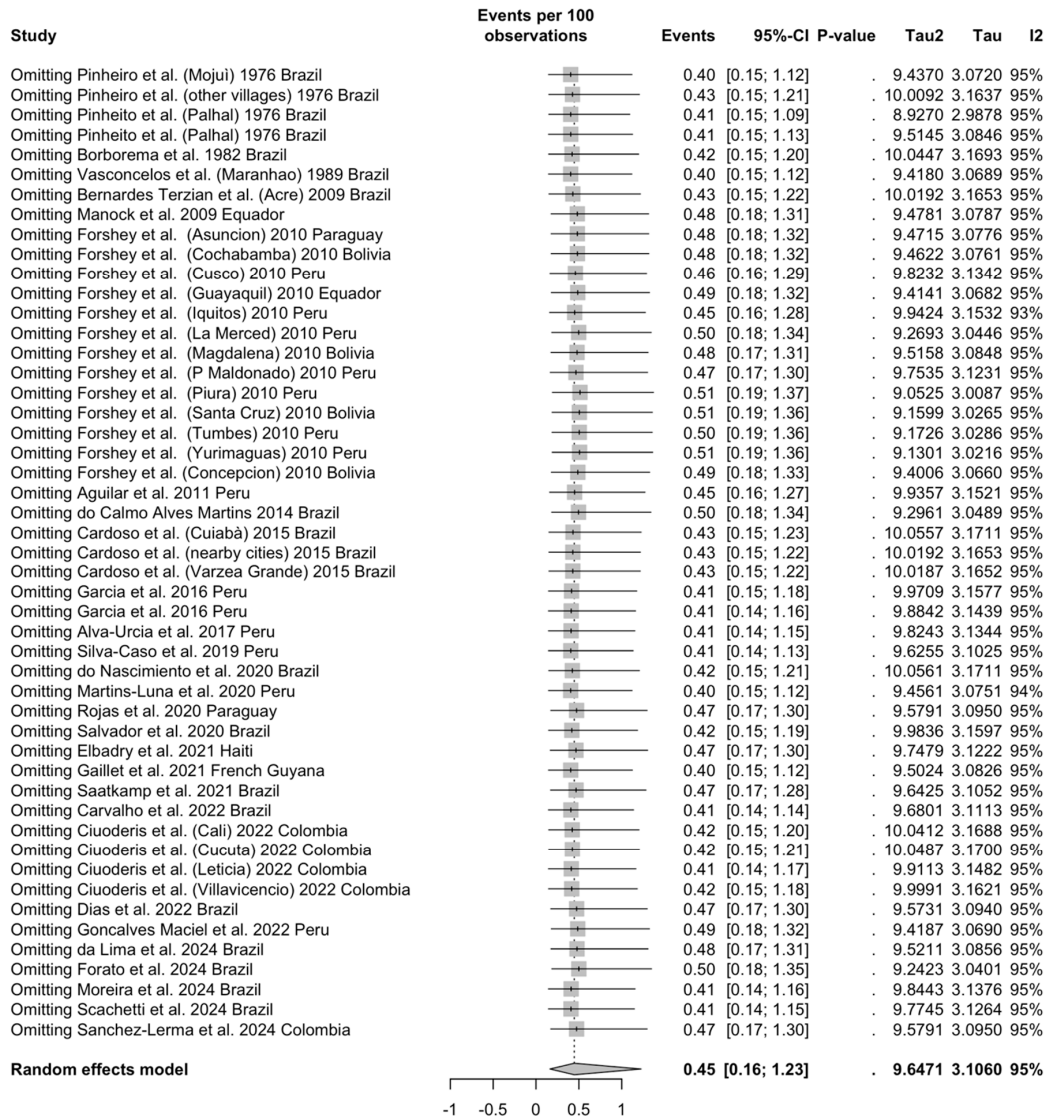 Events per 100
Study observations Events 95%-CI P-value Tau2 Tau I2
Omitting Pinheiro et al. (Mojuì) 1976 Brazil 0.40 [0.15; 1.12] . 9.4370 3.0720 95%
Omitting Pinheiro et al. (other villages) 1976 Brazil 0.43 [0.15; 1.21] . 10.0092 3.1637 95%
Omitting Pinheito et al. (Palhal) 1976 Brazil 0.41 [0.15; 1.09] . 8.9270 2.9878 95%
Omitting Pinheito et al. (Palhal) 1976 Brazil 0.41 [0.15; 1.13] . 9.5145 3.0846 95%
Omitting Borborema et al. 1982 Brazil 0.42 [0.15; 1.20] . 10.0447 3.1693 95%
Omitting Vasconcelos et al. (Maranhao) 1989 Brazil 0.40 [0.15; 1.12] . 9.4180 3.0689 95%
Omitting Bernardes Terzian et al. (Acre) 2009 Brazil 0.43 [0.15; 1.22] . 10.0192 3.1653 95%
Omitting Manock et al. 2009 Equador 0.48 [0.18; 1.31] . 9.4781 3.0787 95%
Omitting Forshey et al. (Asuncion) 2010 Paraguay 0.48 [0.18; 1.32] . 9.4715 3.0776 95%
Omitting Forshey et al. (Cochabamba) 2010 Bolivia 0.48 [0.18; 1.32] . 9.4622 3.0761 95%
Omitting Forshey et al. (Cusco) 2010 Peru 0.46 [0.16; 1.29] . 9.8232 3.1342 95%
Omitting Forshey et al. (Guayaquil) 2010 Equador 0.49 [0.18; 1.32] . 9.4141 3.0682 95%
Omitting Forshey et al. (Iquitos) 2010 Peru 0.45 [0.16; 1.28] . 9.9424 3.1532 93%
Omitting Forshey et al. (La Merced) 2010 Peru 0.50 [0.18; 1.34] . 9.2693 3.0446 95%
Omitting Forshey et al. (Magdalena) 2010 Bolivia 0.48 [0.17; 1.31] . 9.5158 3.0848 95%
Omitting Forshey et al. (P Maldonado) 2010 Peru 0.47 [0.17; 1.30] . 9.7535 3.1231 95%
Omitting Forshey et al. (Piura) 2010 Peru 0.51 [0.19; 1.37] . 9.0525 3.0087 95%
Omitting Forshey et al. (Santa Cruz) 2010 Bolivia 0.51 [0.19; 1.36] . 9.1599 3.0265 95%
Omitting Forshey et al. (Tumbes) 2010 Peru 0.50 [0.19; 1.36] . 9.1726 3.0286 95%
Omitting Forshey et al. (Yurimaguas) 2010 Peru 0.51 [0.19; 1.36] . 9.1301 3.0216 95%
Omitting Forshey et al. (Concepcion) 2010 Bolivia 0.49 [0.18; 1.33] . 9.4006 3.0660 95%
Omitting Aguilar et al. 2011 Peru 0.45 [0.16; 1.27] . 9.9357 3.1521 95%
Omitting do Calmo Alves Martins 2014 Brazil 0.50 [0.18; 1.34] . 9.2961 3.0489 95%
Omitting Cardoso et al. (Cuiabà) 2015 Brazil 0.43 [0.15; 1.23] . 10.0557 3.1711 95%
Omitting Cardoso et al. (nearby cities) 2015 Brazil 0.43 [0.15; 1.22] . 10.0192 3.1653 95%
Omitting Cardoso et al. (Varzea Grande) 2015 Brazil 0.43 [0.15; 1.22] . 10.0187 3.1652 95%
Omitting Garcia et al. 2016 Peru 0.41 [0.15; 1.18] . 9.9709 3.1577 95%
Omitting Garcia et al. 2016 Peru 0.41 [0.14; 1.16] . 9.8842 3.1439 95%
Omitting Alva-Urcia et al. 2017 Peru 0.41 [0.14; 1.15] . 9.8243 3.1344 95%
Omitting Silva-Caso et al. 2019 Peru 0.41 [0.14; 1.13] . 9.6255 3.1025 95%
Omitting do Nascimiento et al. 2020 Brazil 0.42 [0.15; 1.21] . 10.0561 3.1711 95%
Omitting Martins-Luna et al. 2020 Peru 0.40 [0.15; 1.12] . 9.4561 3.0751 94%
Omitting Rojas et al. 2020 Paraguay 0.47 [0.17; 1.30] . 9.5791 3.0950 95%
Omitting Salvador et al. 2020 Brazil 0.42 [0.15; 1.19] . 9.9836 3.1597 95%
Omitting Elbadry et al. 2021 Haiti 0.47 [0.17; 1.30] . 9.7479 3.1222 95%
Omitting Gaillet et al. 2021 French Guyana 0.40 [0.15; 1.12] . 9.5024 3.0826 95%
Omitting Saatkamp et al. 2021 Brazil 0.47 [0.17; 1.28] . 9.6425 3.1052 95%
Omitting Carvalho et al. 2022 Brazil 0.41 [0.14; 1.14] . 9.6801 3.1113 95%
Omitting Ciuoderis et al. (Cali) 2022 Colombia 0.42 [0.15; 1.20] . 10.0412 3.1688 95%
Omitting Ciuoderis et al. (Cucuta) 2022 Colombia 0.42 [0.15; 1.21] . 10.0487 3.1700 95%
Omitting Ciuoderis et al. (Leticia) 2022 Colombia 0.41 [0.14; 1.17] . 9.9113 3.1482 95%
Omitting Ciuoderis et al. (Villavicencio) 2022 Colombia 0.42 [0.15; 1.18] . 9.9991 3.1621 95%
Omitting Dias et al. 2022 Brazil 0.47 [0.17; 1.30] . 9.5731 3.0940 95%
Omitting Goncalves Maciel et al. 2022 Peru 0.49 [0.18; 1.32] . 9.4187 3.0690 95%
Omitting da Lima et al. 2024 Brazil 0.48 [0.17; 1.31] . 9.5211 3.0856 95%
Omitting Forato et al. 2024 Brazil 0.50 [0.18; 1.35] . 9.2423 3.0401 95%
Omitting Moreira et al. 2024 Brazil 0.41 [0.14; 1.16] . 9.8443 3.1376 95%
Omitting Scachetti et al. 2024 Brazil 0.41 [0.14; 1.15] . 9.7745 3.1264 95%
Omitting Sanchez-Lerma et al. 2024 Colombia 0.47 [0.17; 1.30] . 9.5791 3.0950 95%
Random effects model 0.45 [0.16; 1.23] . 9.6471 3.1060 95%
-1 -0.5 0 0.5 1